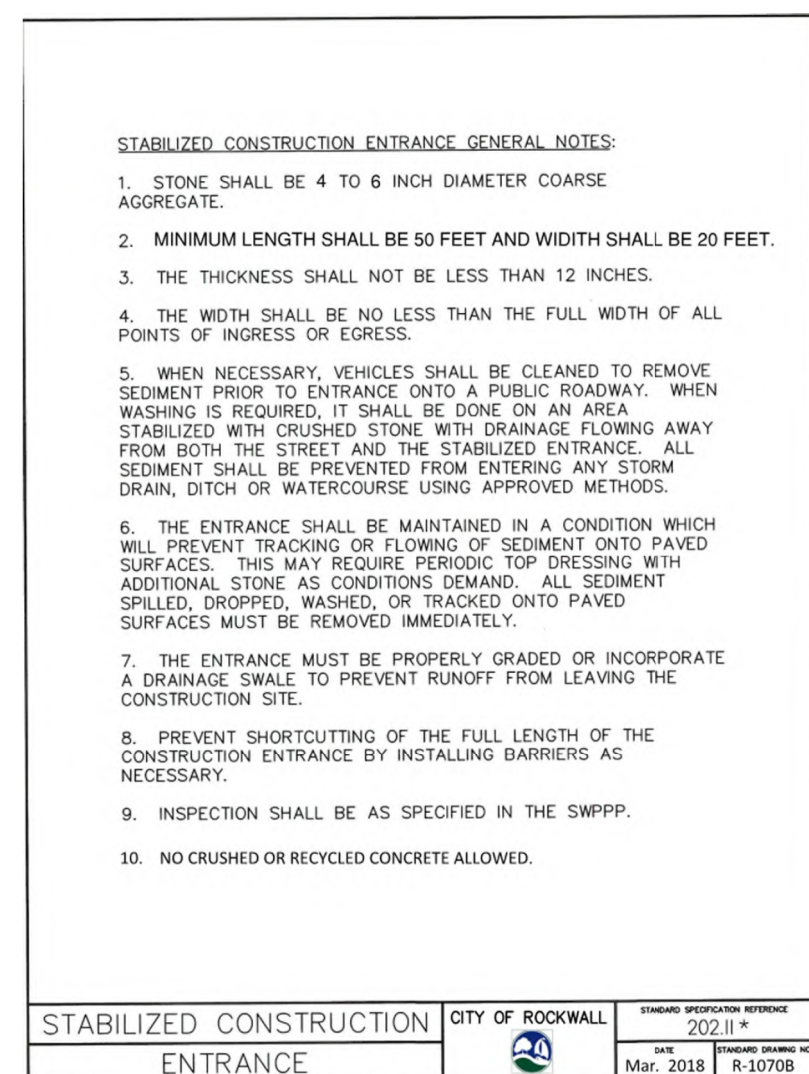 STABILIZED CONSTRUCTION ENTRANCE GENERAL NOTES:
1. STONE SHALL BE 4 TO 6 INCH DIAMETER COARSE
AGGREGATE.
2. MINIMUM LENGTH SHALL BE 50 FEET AND WIDITH SHALL BE 20 FEET.
3. THE THICKNESS SHALL NOT BE LESS THAN 12 INCHES.
4. THE WIDTH SHALL BE NO LESS THAN THE FULL WIDTH OF ALL
POINTS OF INGRESS OR EGRESS.
5. WHEN NECESSARY, VEHICLES SHALL BE CLEANED TO REMOVE
SEDIMENT PRIOR TO ENTRANCE ONTO A PUBLIC ROADWAY. WHEN
WASHING IS REQUIRED, IT SHALL BE DONE ON AN AREA
STABILIZED WITH CRUSHED STONE WITH DRAINAGE FLOWING AWAY
FROM BOTH THE STREET AND THE STABILIZED ENTRANCE. ALL
SEDIMENT SHALL BE PREVENTED FROM ENTERING ANY STORM
DRAIN, DITCH OR WATERCOURSE USING APPROVED METHODS.
6. THE ENTRANCE SHALL BE MAINTAINED IN A CONDITION WHICH
WILL PREVENT TRACKING OR FLOWING OF SEDIMENT ONTO PAVED
SURFACES. THIS MAY REQUIRE PERIODIC TOP DRESSING WITH
ADDITIONAL STONE AS CONDITIONS DEMAND. ALL SEDIMENT
SPILLED, DROPPED, WASHED, OR TRACKED ONTO PAVED
SURFACES MUST BE REMOVED IMMEDIATELY.
7. THE ENTRANCE MUST BE PROPERLY GRADED OR INCORPORATE
A DRAINAGE SWALE TO PREVENT RUNOFF FROM LEAVING THE
CONSTRUCTION SITE.
8. PREVENT SHORTCUTTING OF THE FULL LENGTH OF THE
CONSTRUCTION ENTRANCE BY INSTALLING BARRIERS AS
NECESSARY.
9. INSPECTION SHALL BE AS SPECIFIED IN THE SWPPP.
10. NO CRUSHED OR RECYCLED CONCRETE ALLOWED.
STABILIZED CONSTRUCTION
ENTRANCE
CITY OF ROCKWALL
STANDARD SPECIFICATION REFERENCE
202.II *
DATE
Mar. 2018
STANDARD DRAWING NO
R-1070B